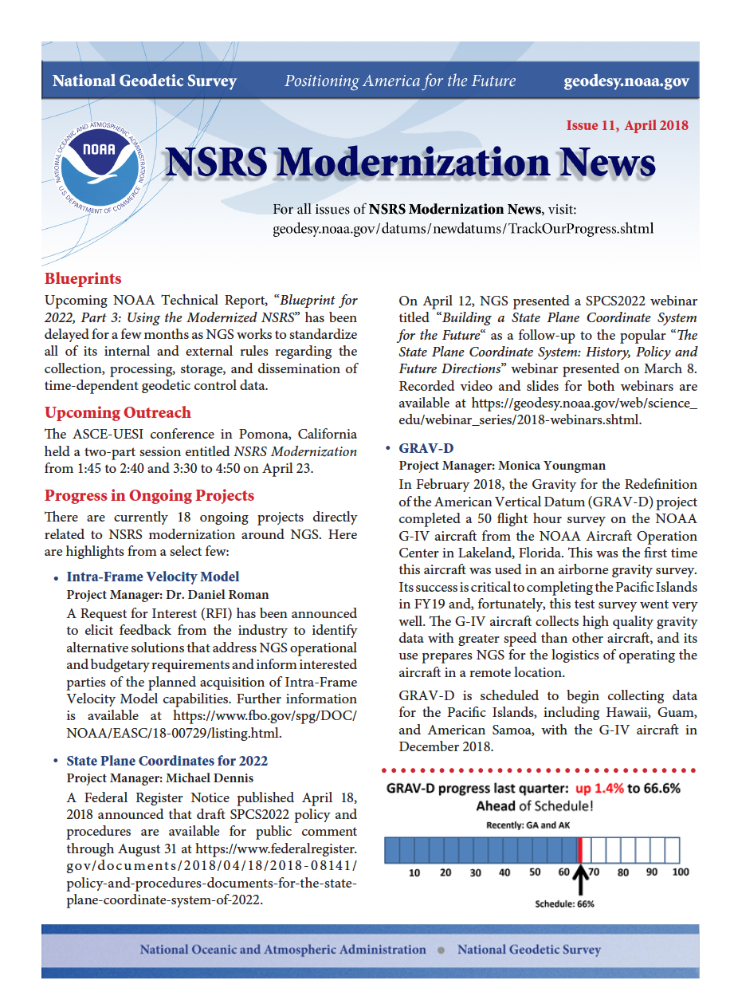 National Geodetic Survey Positioning America for the Future geodesy.noaa.gov
Issue 11, April 2018
NATIONAL OCEANIC AND ATMOSPHERIC ADMINISTRATION
NOAA
U.S. DEPARTMENT OF COMMERCE
NSRS Modernization News
For all issues of NSRS Modernization News, visit:
geodesy.noaa.gov/datums/newdatums/TrackOurProgress.shtml
Blueprints
Upcoming NOAA Technical Report, “Blueprint for
2022, Part 3: Using the Modernized NSRS” has been
delayed for a few months as NGS works to standardize
all of its internal and external rules regarding the
collection, processing, storage, and dissemination of
time-dependent geodetic control data.
Upcoming Outreach
The ASCE-UESI conference in Pomona, California
held a two-part session entitled NSRS Modernization
from 1:45 to 2:40 and 3:30 to 4:50 on April 23.
Progress in Ongoing Projects
There are currently 18 ongoing projects directly
related to NSRS modernization around NGS. Here
are highlights from a select few:
• Intra-Frame Velocity Model
Project Manager: Dr. Daniel Roman
A Request for Interest (RFI) has been announced
to elicit feedback from the industry to identify
alternative solutions that address NGS operational
and budgetary requirements and inform interested
parties of the planned acquisition of Intra-Frame
Velocity Model capabilities. Further information
is available at https://www.fbo.gov/spg/DOC/
NOAA/EASC/18-00729/listing.html.
• State Plane Coordinates for 2022
Project Manager: Michael Dennis
A Federal Register Notice published April 18,
2018 announced that draft SPCS2022 policy and
procedures are available for public comment
through August 31 at https://www.federalregister.
gov/documents/2018/04/18/2018-08141/
policy-and-procedures-documents-for-the-state-
plane-coordinate-system-of-2022.
On April 12, NGS presented a SPCS2022 webinar
titled “Building a State Plane Coordinate System
for the Future“ as a follow-up to the popular “The
State Plane Coordinate System: History, Policy and
Future Directions” webinar presented on March 8.
Recorded video and slides for both webinars are
available at https://geodesy.noaa.gov/web/science_
edu/webinar_series/2018-webinars.shtml.
• GRAV-D
Project Manager: Monica Youngman
In February 2018, the Gravity for the Redefinition
of the American Vertical Datum (GRAV-D) project
completed a 50 flight hour survey on the NOAA
G-IV aircraft from the NOAA Aircraft Operation
Center in Lakeland, Florida. This was the first time
this aircraft was used in an airborne gravity survey.
Its success is critical to completing the Pacific Islands
in FY19 and, fortunately, this test survey went very
well. The G-IV aircraft collects high quality gravity
data with greater speed than other aircraft, and its
use prepares NGS for the logistics of operating the
aircraft in a remote location.
GRAV-D is scheduled to begin collecting data
for the Pacific Islands, including Hawaii, Guam,
and American Samoa, with the G-IV aircraft in
December 2018.
GRAV-D progress last quarter: up 1.4% to 66.6%
Ahead of Schedule!
Recently: GA and AK
10 20 30 40 50 60 70 80 90 100
Schedule: 66%
National Oceanic and Atmospheric Administration ● National Geodetic Survey